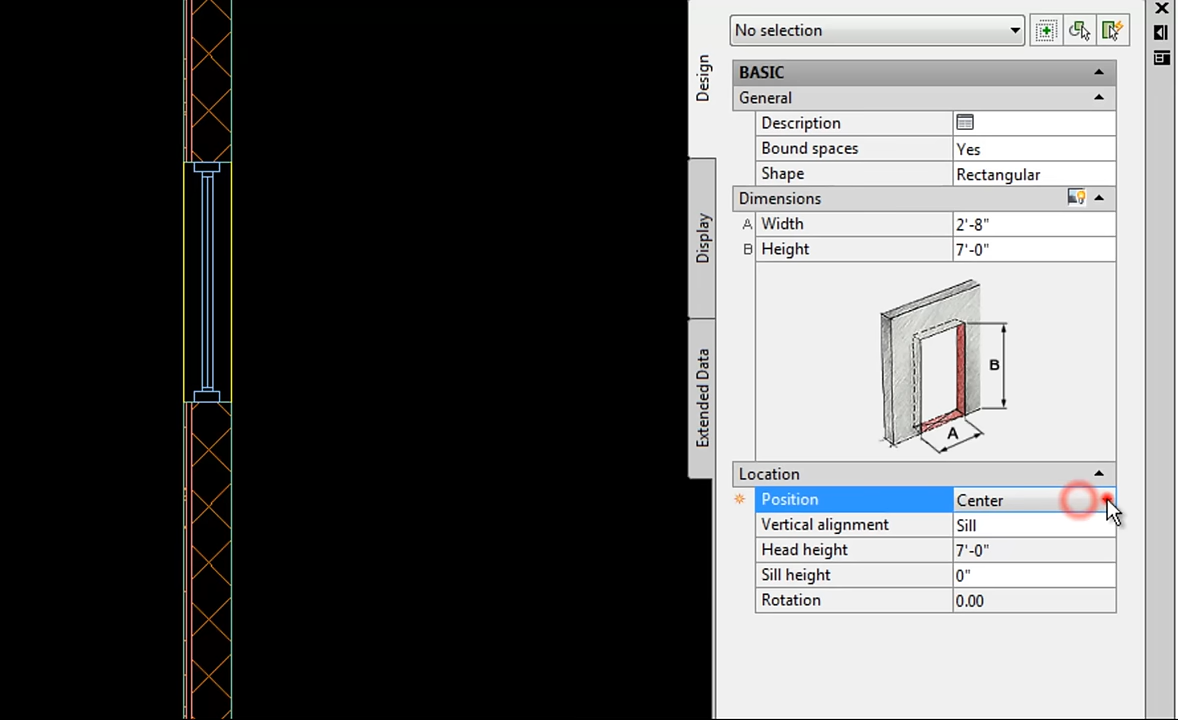 No selection
Design
Display
Extended Data
BASIC
General
Description
Bound spaces Yes
Shape Rectangular
Dimensions
A Width 2'-8"
B Height 7'-0"
B
A
Location
Position Center
Vertical alignment Sill
Head height 7'-0"
Sill height 0"
Rotation 0.00